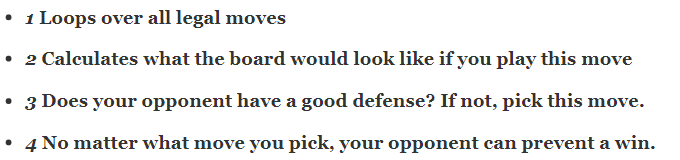 • 1 Loops over all legal moves
• 2 Calculates what the board would look like if you play this move
• 3 Does your opponent have a good defense? If not, pick this move.
• 4 No matter what move you pick, your opponent can prevent a win.